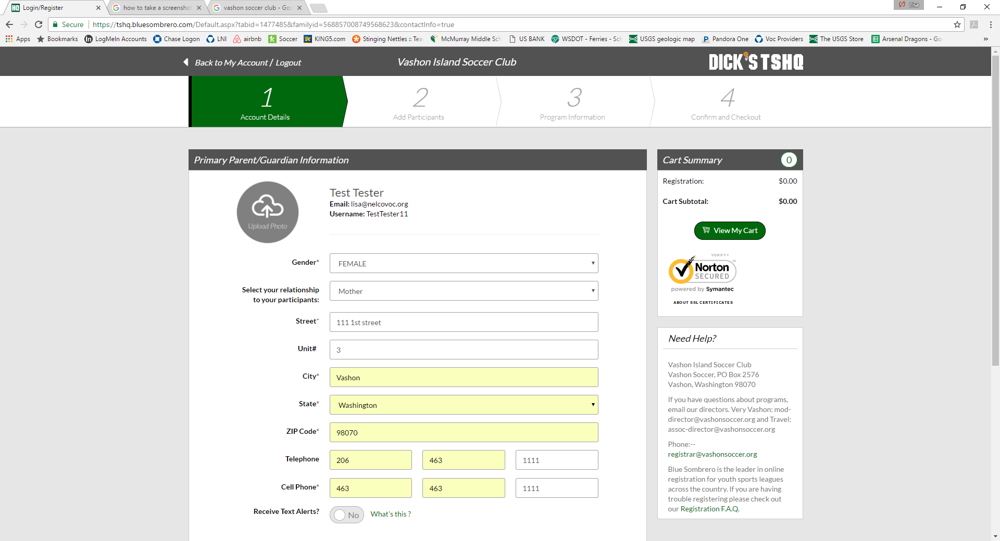 Login/Register
how to take a screenshot
vashon soccer club - Goo
Lisa
Secure
https://tshq.bluesombrero.com/Default.aspx?tabid=1477485&familyid=568857008749568623&contactInfo=true
Apps
Bookmarks
LogMeIn Accounts
Chase Logon
LNI
airbnb
Soccer
KING5.com
Stinging Nettles :: Tea
McMurray Middle Sch
US BANK
WSDOT - Ferries - Sch
USGS geologic map
Pandora One
Voc Providers
The USGS Store
Arsenal Dragons - Go
»
Back to My Account / Logout
Vashon Island Soccer Club
DICK'S TSHQ
1
Account Details
2
Add Participants
3
Program Information
4
Confirm and Checkout
Primary Parent/Guardian Information
Upload Photo
Test Tester
Email: lisa@nelcovoc.org
Username: TestTester11
Gender*
FEMALE
Select your relationship
to your participants:
Mother
Street*
111 1st street
Unit#
3
City*
Vashon
State*
Washington
ZIP Code*
98070
Telephone
206
463
1111
Cell Phone*
463
463
1111
Receive Text Alerts?
No
What's this ?
Cart Summary
0
Registration:
$0.00
Cart Subtotal:
$0.00
View My Cart
VERIFY
Norton
SECURED
powered by Symantec
ABOUT SSL CERTIFICATES
Need Help?
Vashon Island Soccer Club
Vashon Soccer, PO Box 2576
Vashon, Washington 98070
If you have questions about programs,
email our directors. Very Vashon: mod-
director@vashonsoccer.org and Travel:
assoc-director@vashonsoccer.org
Phone:--
registrar@vashonsoccer.org
Blue Sombrero is the leader in online
registration for youth sports leagues
across the country. If you are having
trouble registering please check out
our Registration F.A.Q.